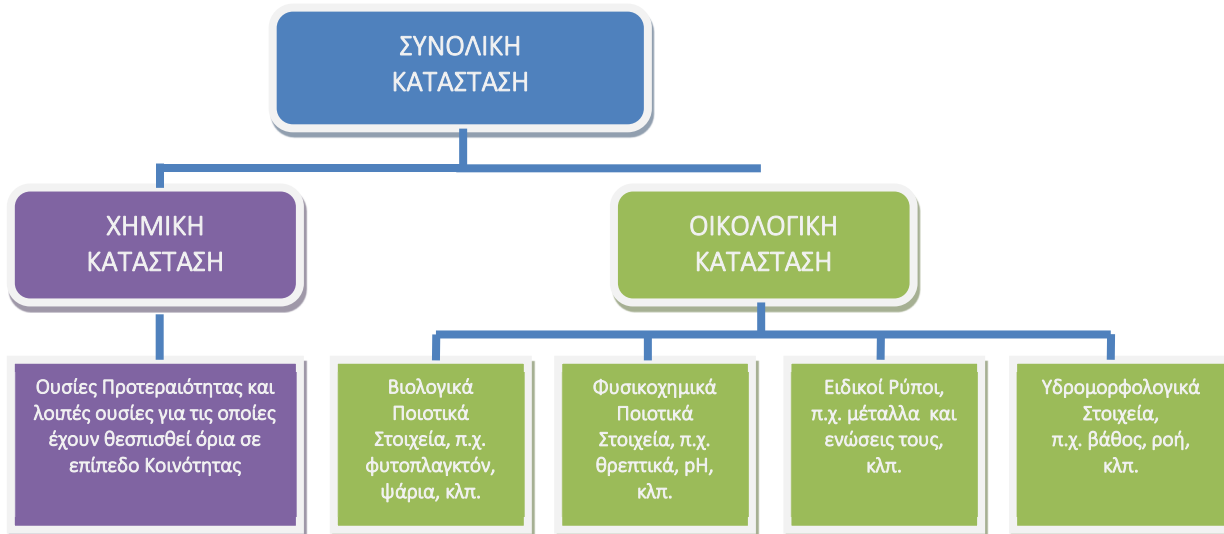 ΣΥΝΟΛΙΚΗ
ΚΑΤΑΣΤΑΣΗ
ΧΗΜΙΚΗ
ΚΑΤΑΣΤΑΣΗ
ΟΙΚΟΛΟΓΙΚΗ
ΚΑΤΑΣΤΑΣΗ
Ουσίες Προτεραιότητας και
λοιπές ουσίες για τις οποίες
έχουν θεσπισθεί όρια σε
επίπεδο Κοινότητας
Βιολογικά
Ποιοτικά
Στοιχεία, π.χ.
φυτοπλαγκτόν,
ψάρια, κλπ.
Φυσικοχημικά
Ποιοτικά
Στοιχεία, π.χ.
θρεπτικά, pH,
κλπ.
Ειδικοί Ρύποι,
π.χ. μέταλλα και
ενώσεις τους,
κλπ.
Υδρομορφολογικά
Στοιχεία,
π.χ. βάθος, ροή,
κλπ.